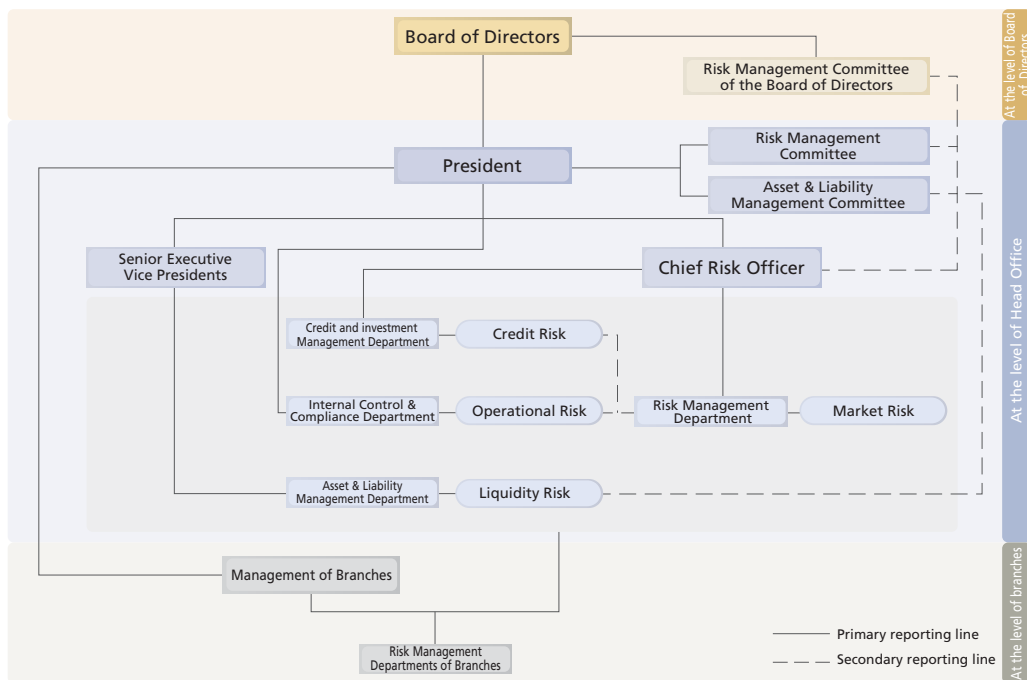 Board of Directors
Risk Management Committee
of the Board of Directors
At the level of Board
of Directors
President
Risk Management
Committee
Asset & Liability
Management Committee
Senior Executive
Vice Presidents
Chief Risk Officer
Credit and investment
Management Department
Credit Risk
Internal Control &
Compliance Department
Operational Risk
Risk Management
Department
Market Risk
Asset & Liability
Management Department
Liquidity Risk
At the level of Head Office
Management of Branches
Risk Management
Departments of Branches
Primary reporting line
Secondary reporting line
At the level of branches